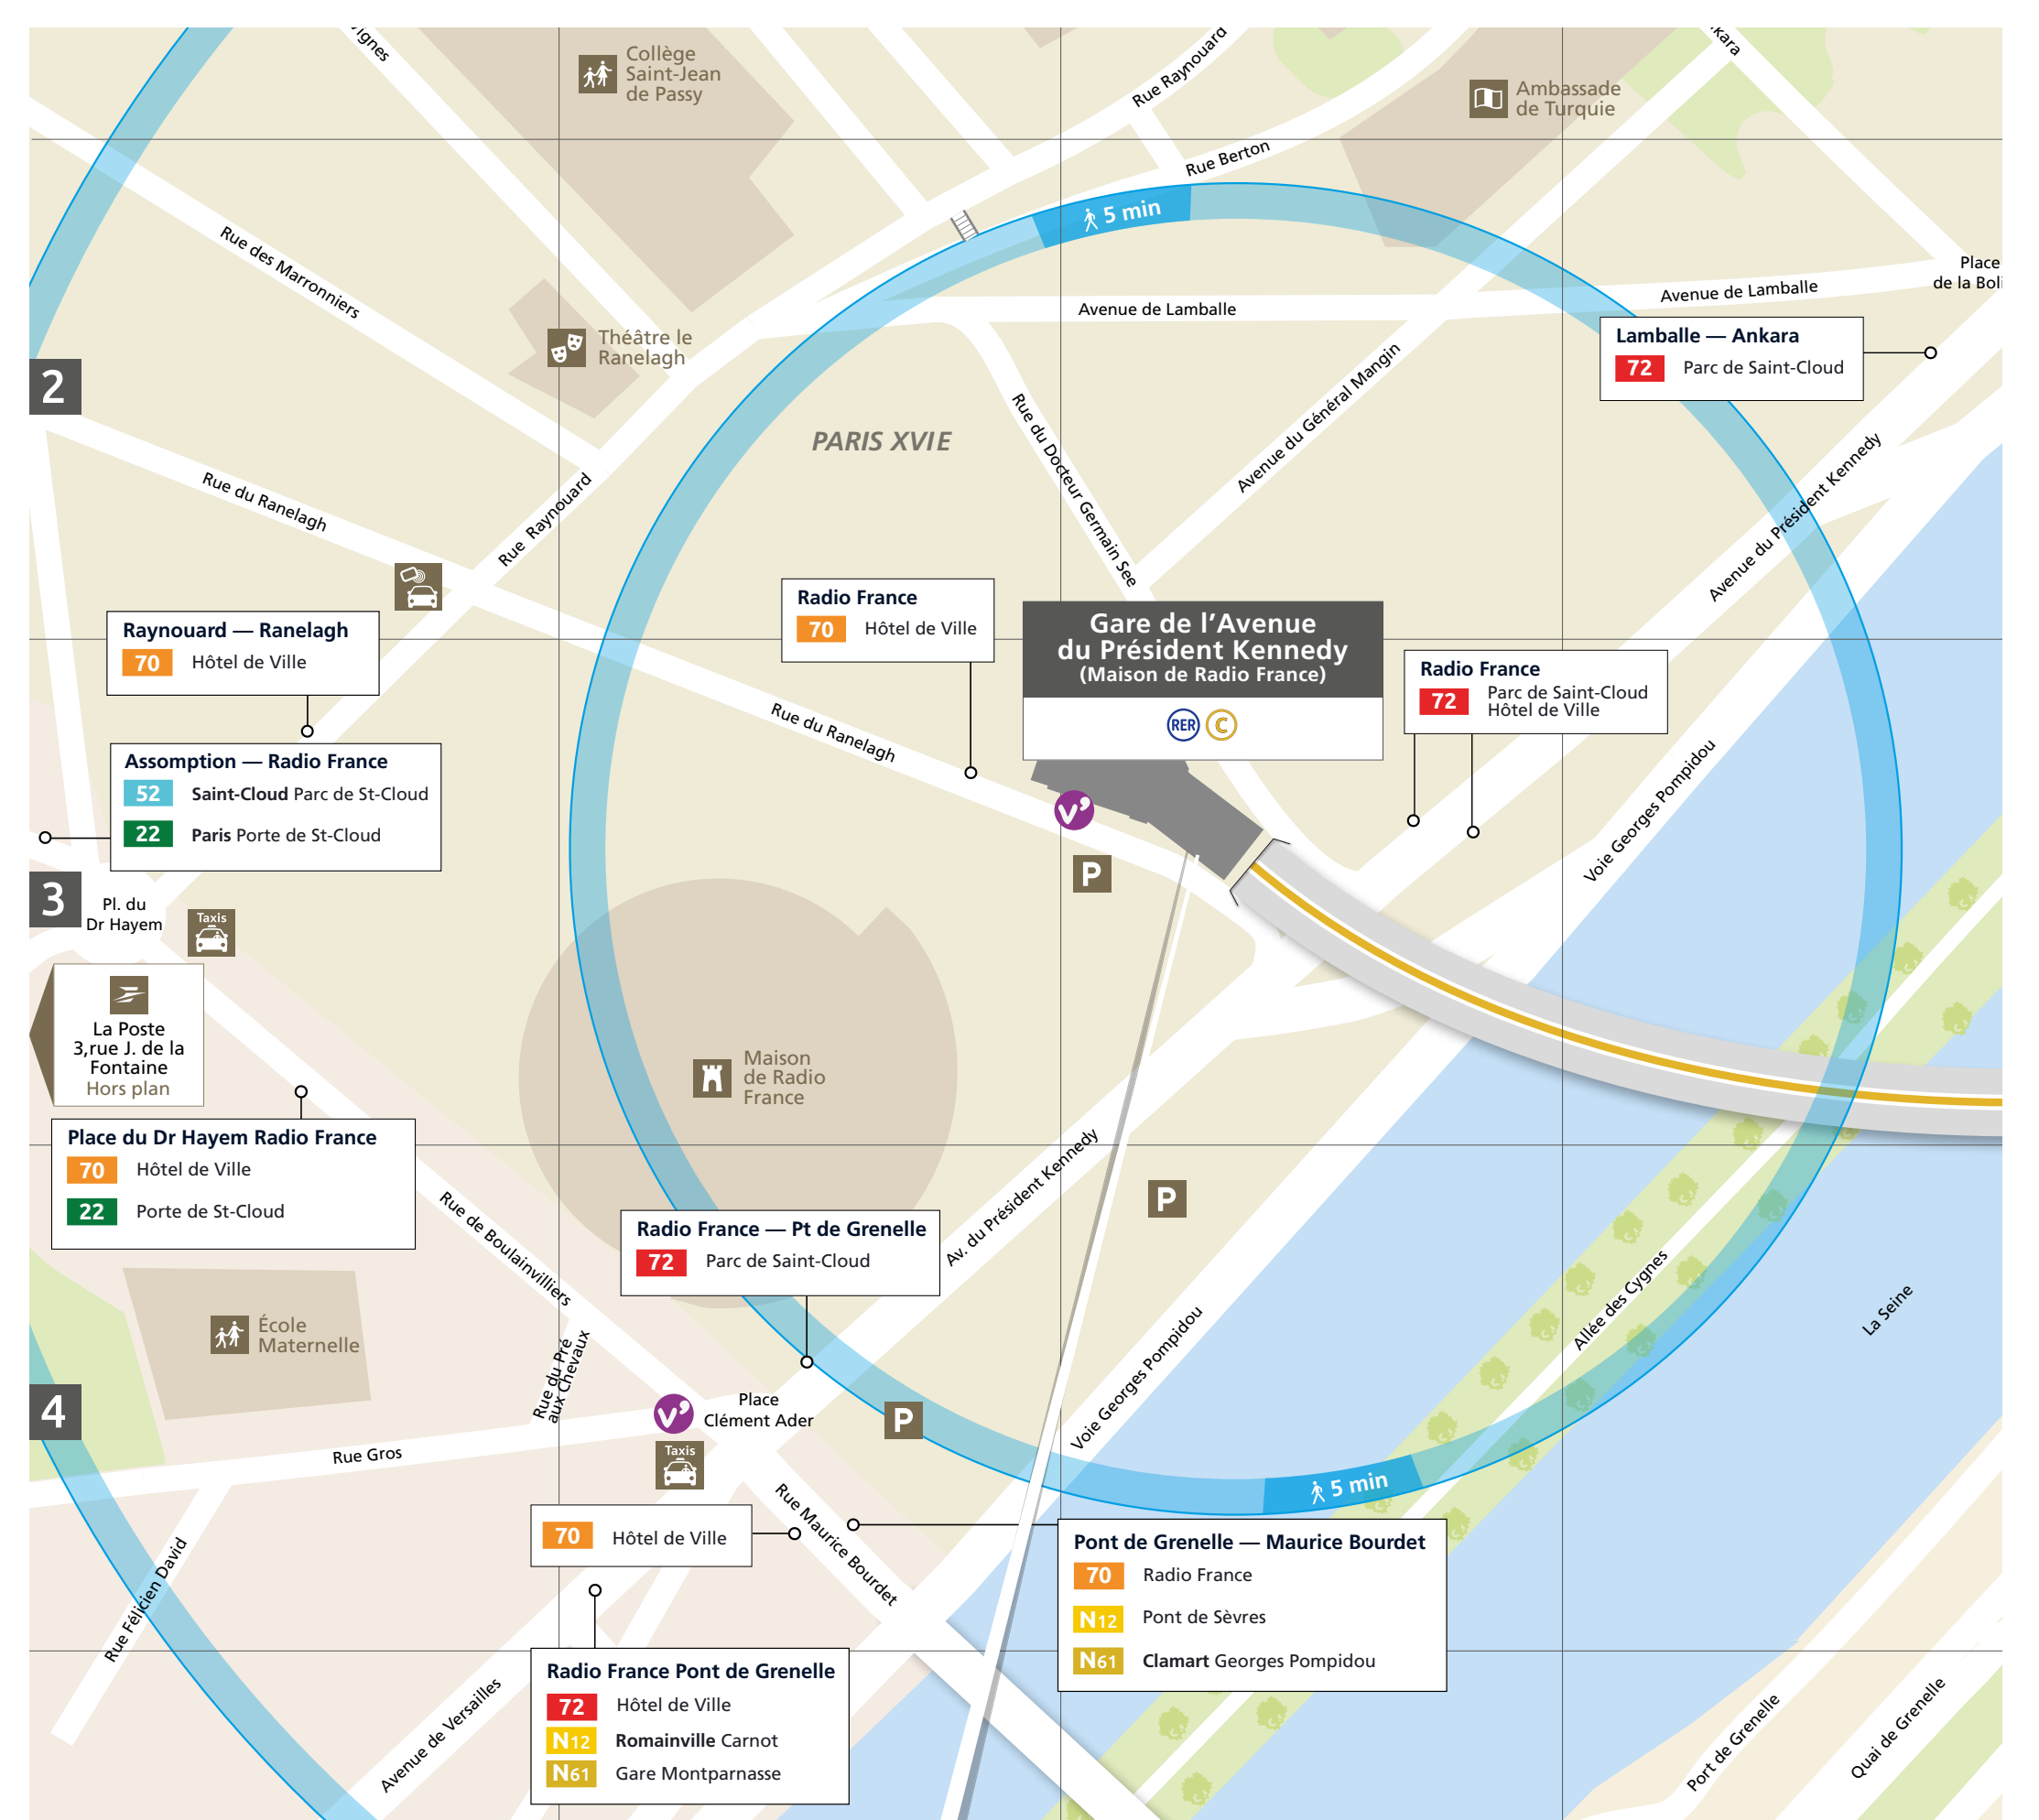 Collège
Saint-Jean
de Passy
Rue Raynouard
Ambassade
de Turquie
Rue Berton
5 min
Rue des Marronniers
Avenue de Lamballe
Avenue de Lamballe
Place
Théâtre le
Ranelagh
Lamballe — Ankara
72 Parc de Saint-Cloud
2
PARIS XVIE
Rue du Docteur Germain See
Avenue du Général Mangin
Avenue du Président Kennedy
Rue du Ranelagh
Rue Raynouard
Radio France
70 Hôtel de Ville
Gare de l'Avenue
du Président Kennedy
(Maison de Radio France)
RER C
Raynouard — Ranelagh
70 Hôtel de Ville
Radio France
72 Parc de Saint-Cloud
Hôtel de Ville
Rue du Ranelagh
Voie Georges Pompidou
Assomption — Radio France
52 Saint-Cloud Parc de St-Cloud
22 Paris Porte de St-Cloud
V'
P
3
Pl. du
Dr Hayem
Taxis
La Poste
3,rue J. de la
Fontaine
Hors plan
Maison
de Radio
France
Place du Dr Hayem Radio France
70 Hôtel de Ville
22 Porte de St-Cloud
Av. du Président Kennedy
P
Rue de Boulainvilliers
Radio France — Pt de Grenelle
72 Parc de Saint-Cloud
Allée des Cygnes
La Seine
École
Maternelle
Rue du Pré
aux Chevaux
Voie Georges Pompidou
4
V'
Place
Clément Ader
P
Taxis
Rue Gros
5 min
Rue Maurice Bourdet
70 Hôtel de Ville
Pont de Grenelle — Maurice Bourdet
70 Radio France
N12 Pont de Sèvres
N61 Clamart Georges Pompidou
Rue Félicien David
Radio France Pont de Grenelle
72 Hôtel de Ville
N12 Romainville Carnot
N61 Gare Montparnasse
Avenue de Versailles
Port de Grenelle
Quai de Grenelle